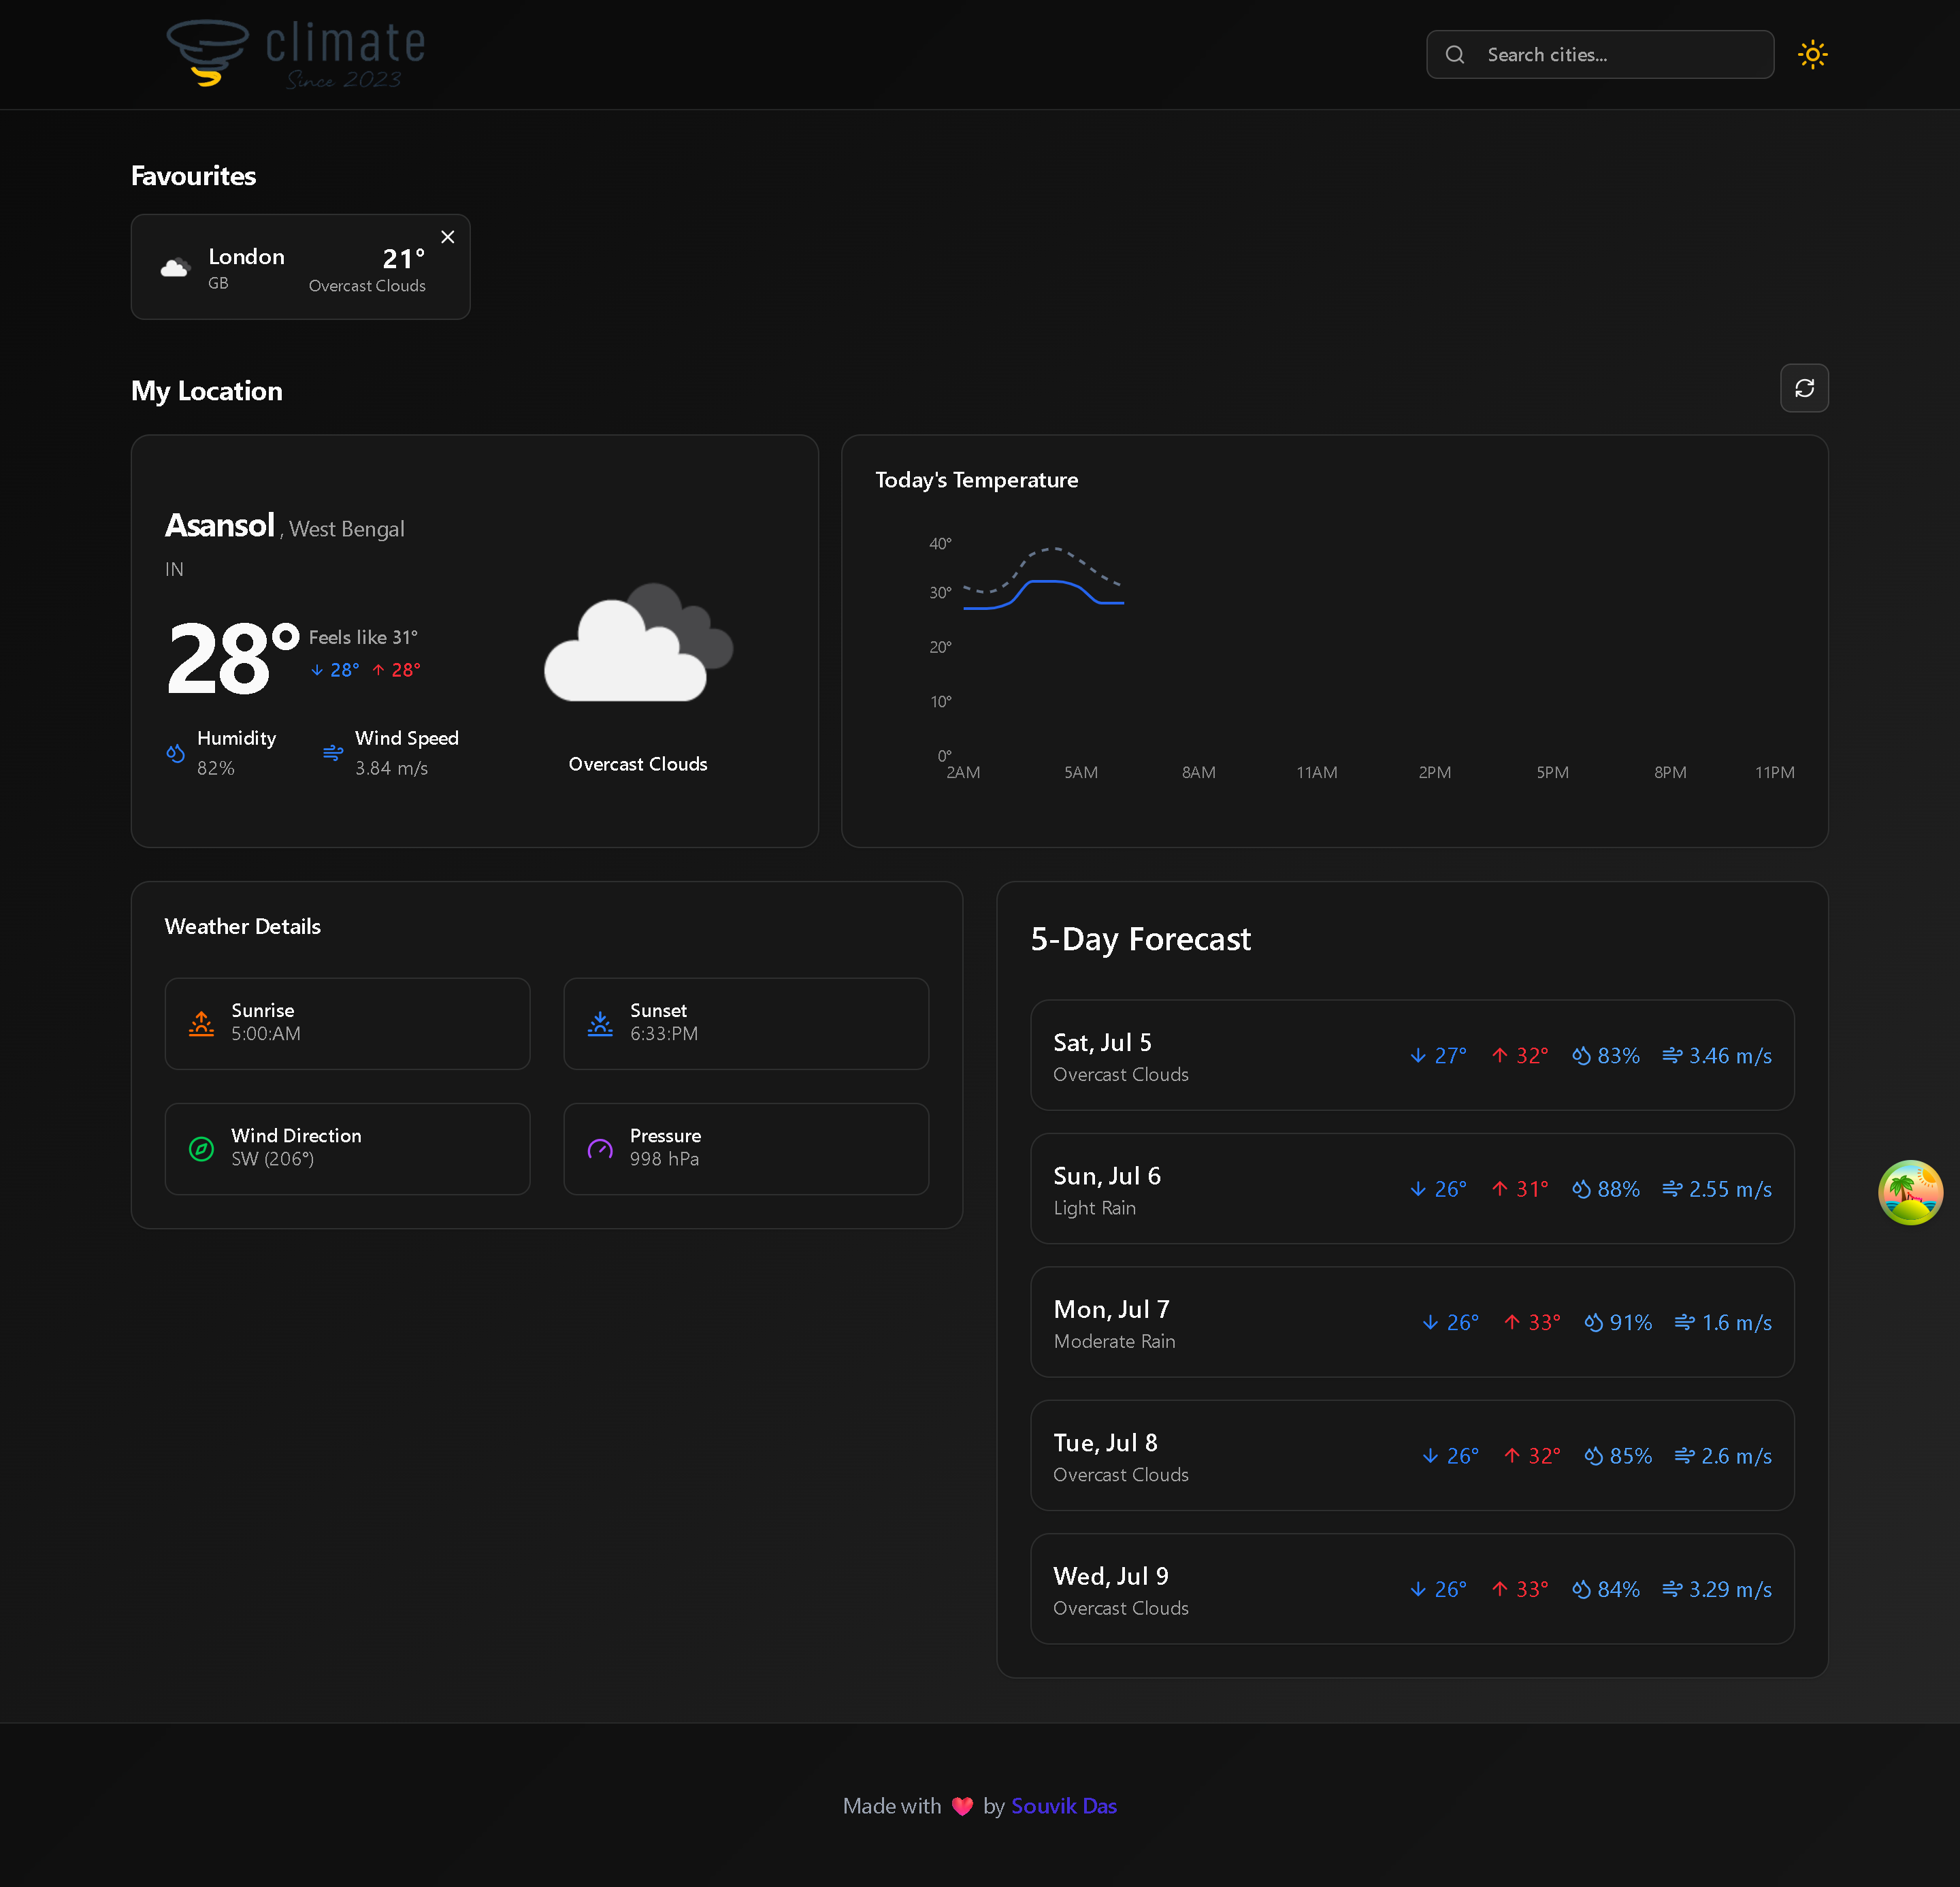 climate
Since 2023
Search cities...
Favourites
London
GB
21°
Overcast Clouds
My Location
Asansol , West Bengal
IN
28°
Feels like 31°
28° 28°
Humidity
82%
Wind Speed
3.84 m/s
Overcast Clouds
Today's Temperature
40°
30°
20°
10°
0°
2AM 5AM 8AM 11AM 2PM 5PM 8PM 11PM
Weather Details
Sunrise
5:00:AM
Sunset
6:33:PM
Wind Direction
SW (206°)
Pressure
998 hPa
5-Day Forecast
Sat, Jul 5
Overcast Clouds
27° 32° 83% 3.46 m/s
Sun, Jul 6
Light Rain
26° 31° 88% 2.55 m/s
Mon, Jul 7
Moderate Rain
26° 33° 91% 1.6 m/s
Tue, Jul 8
Overcast Clouds
26° 32° 85% 2.6 m/s
Wed, Jul 9
Overcast Clouds
26° 33° 84% 3.29 m/s
Made with ❤️ by Souvik Das